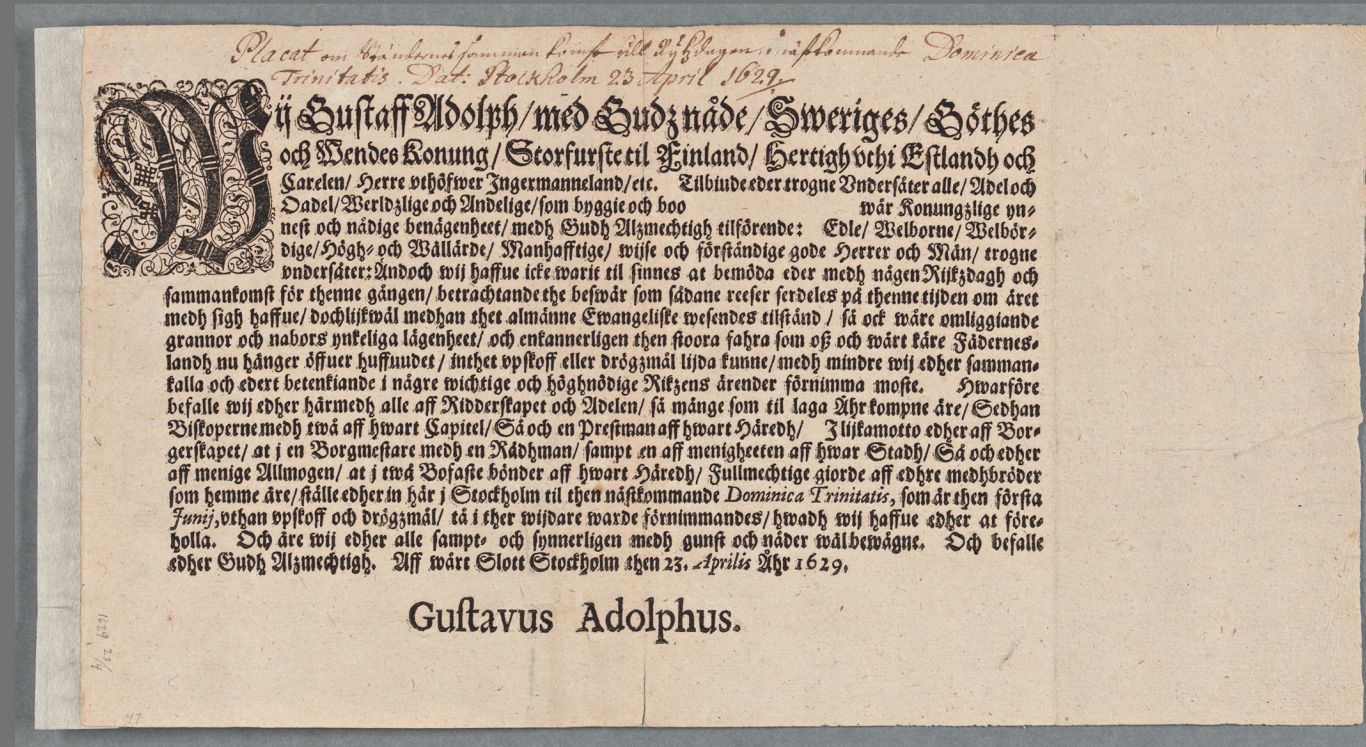 Placat om Ständernes sammankomst till Rijkzdagen i nästkommande Dominica
Trinitatis. Dat: Stockholm 23 April 1629
Wij Gustaff Adolph/med Gudz nåde/Sweriges/Göthes
och Wendes Konung/Storfurste til Finland/Hertigh vthi Estlandh och
Carelen/Herre vthöfwer Ingermanneland/etc. Tilbiude eder trogne Vndersåter alle/Adel och
Oadel/Werldzlige och Andelige/som byggie och boo wår Konungzlige yn-
nest och nådige benägenheet/medh Gudh Alzmechtigh tilförende: Edle/Welborne/Welbör-
dige/Högh- och Wällärde/Manhafftige/wijse och förståndige gode Herrer och Män/trogne
vndersåter: Ändoch wij haffue icke warit til sinnes at bemöda eder medh någen Rijkzdagh och
sammankomst för thenne gången/betrachtande the beswär som sådane reeser serdeles på thenne tijden om året
medh sigh haffue/dochlijkwäl medhan thet almänne Ewangeliske wesendes tilstånd/så ock wåre omliggiande
grannor och nabors ynkeliga lägenheet/och enkannerligen then stoora fahra som oß och wårt käre Fädernes-
landh nu hänger öffuer huffuudet/inthet vpskoff eller drögzmål lijda kunne/medh mindre wij edher samman-
kalla och edert betenkiande i någre wichtige och höghnödige Rikzens ärender förnimma moste. Hwarföre
befalle wij edher härmedh alle aff Ridderskapet och Adelen/så månge som til laga Åhr kompne äre/Sedhan
Biskoperne medh twå aff hwart Capitel/Så och en Prestman aff hwart Häredh/ Ilijkamotto edher aff Bor-
gerskapet/at j en Borgmestare medh en Rådhman/sampt en aff menigheeten aff hwar Stadh/Så och edher
aff menige Allmogen/at j twå Bofaste bönder aff hwart Häredh/Fullmechtige giorde aff edhre medhbröder
som hemme äre/ställe edher in här j Stockholm til then nästkommande Dominica Trinitatis, som är then första
Junij, vthan vpskoff och drögzmål/tå i ther wijdare warde förnimmandes/hwadh wij haffue edher at före-
holla. Och äre wij edher alle sampt- och synnerligen medh gunst och nåder wälbewägne. Och befalle
edher Gudh Alzmechtigh. Aff wårt Slott Stockholm then 23. Aprilis Åhr 1629.
Gustavus Adolphus.
1629 23/4
47